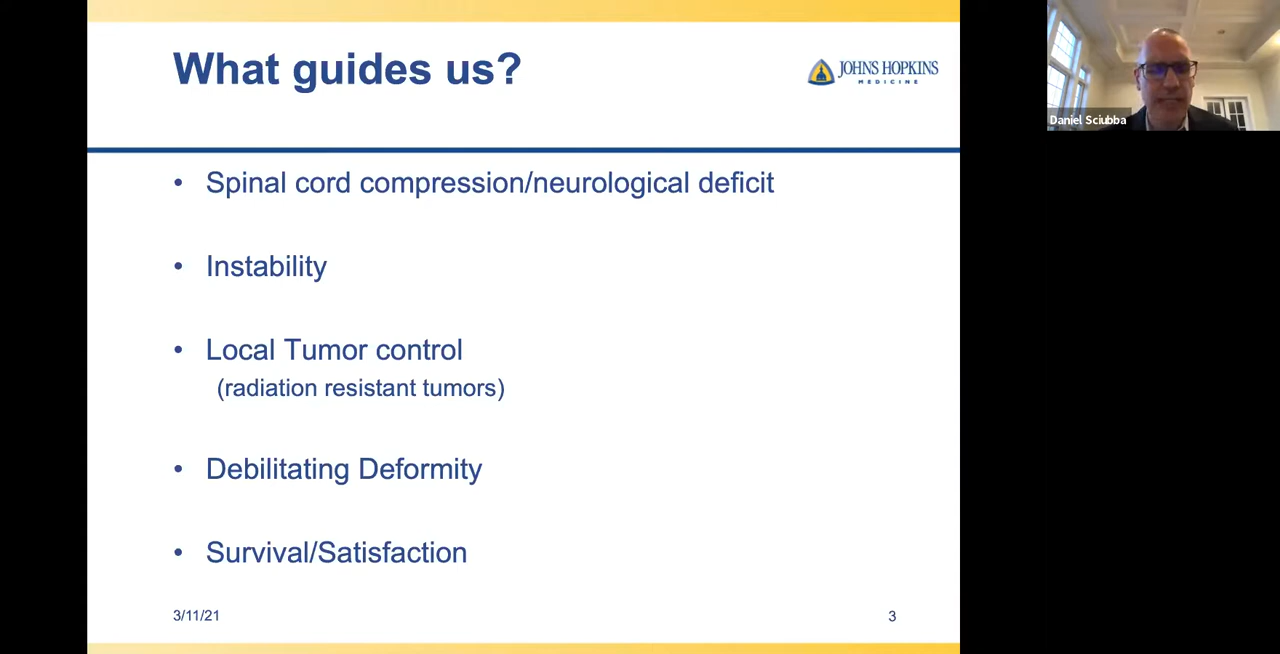 What guides us?
JOHNS HOPKINS
MEDICINE
Daniel Sciubba
• Spinal cord compression/neurological deficit
• Instability
• Local Tumor control
(radiation resistant tumors)
• Debilitating Deformity
• Survival/Satisfaction
3/11/21
3